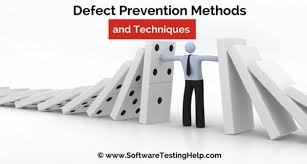 Defect Prevention Methods
and Techniques
© www.SoftwareTestingHelp.com